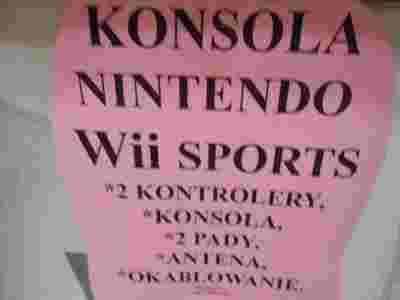 KONSOLA
NINTENDO
Wii SPORTS
*2 KONTROLERY,
*KONSOLA,
*2 PADY,
*ANTENA,
*OKABLOWANIE.